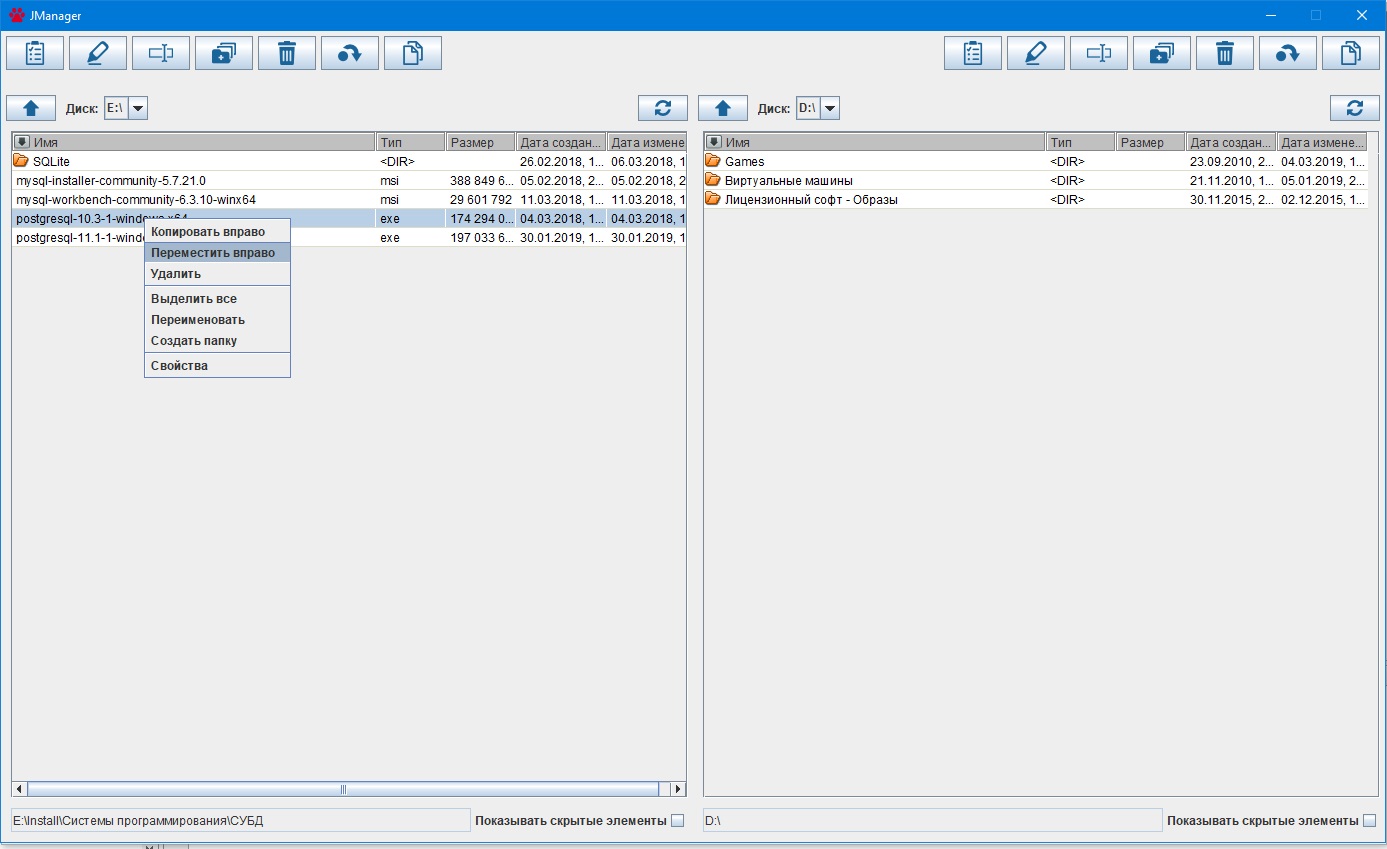 JManager
Диск: E:\
Диск: D:\
Имя Тип Размер Дата создан... Дата измене
SQLite <DIR> 26.02.2018, 1... 06.03.2018, 1
mysql-installer-community-5.7.21.0 msi 388 849 6... 05.02.2018, 2... 05.02.2018, 2
mysql-workbench-community-6.3.10-winx64 msi 29 601 792 11.03.2018, 1... 11.03.2018, 1
postgresql-10.3-1-windows-x64 exe 174 294 0... 04.03.2018, 1... 04.03.2018, 1
postgresql-11.1-1-windo exe 197 033 6... 30.01.2019, 1... 30.01.2019, 1
Копировать вправо
Переместить вправо
Удалить
Выделить все
Переименовать
Создать папку
Свойства
Имя Тип Размер Дата создан... Дата измене...
Games <DIR> 23.09.2010, 2... 04.03.2019, 1...
Виртуальные машины <DIR> 21.11.2010, 1... 05.01.2019, 2...
Лицензионный софт - Образы <DIR> 30.11.2015, 2... 02.12.2015, 1...
E:\Install\Системы программирования\СУБД
Показывать скрытые элементы
D:\
Показывать скрытые элементы